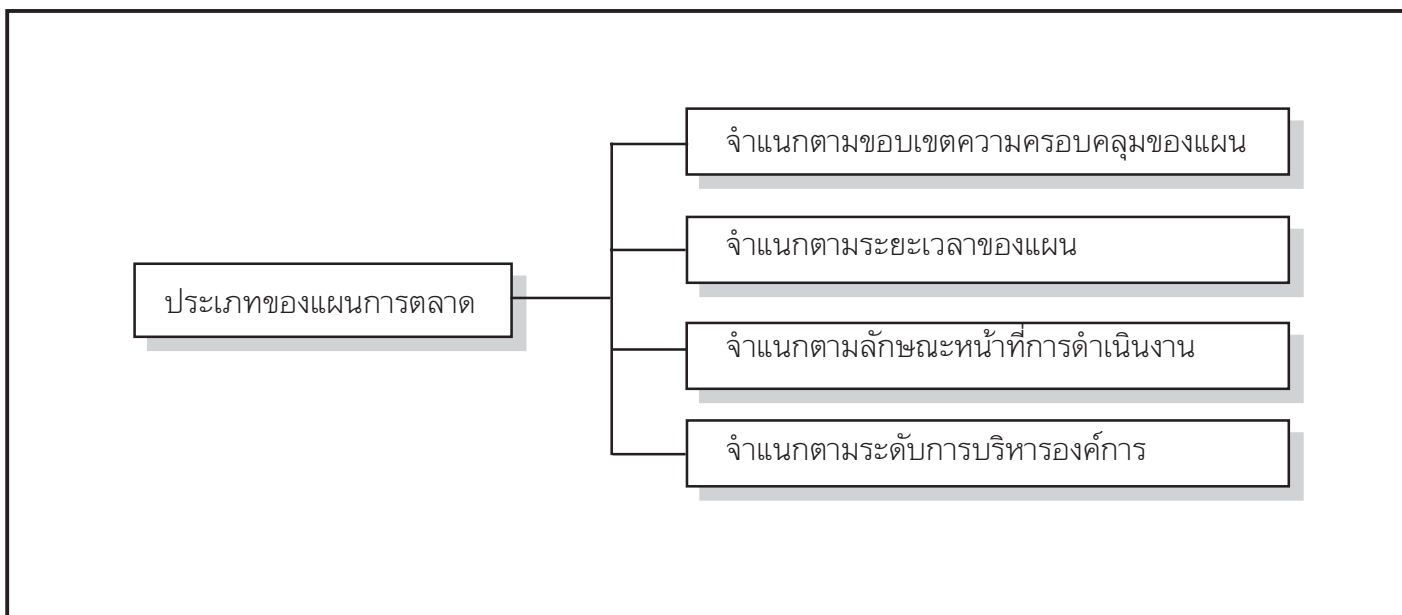 ประเภทของแผนการตลาด
จำแนกตามขอบเขตความครอบคลุมของแผน
จำแนกตามระยะเวลาของแผน
จำแนกตามลักษณะหน้าที่การดำเนินงาน
จำแนกตามระดับการบริหารองค์การ